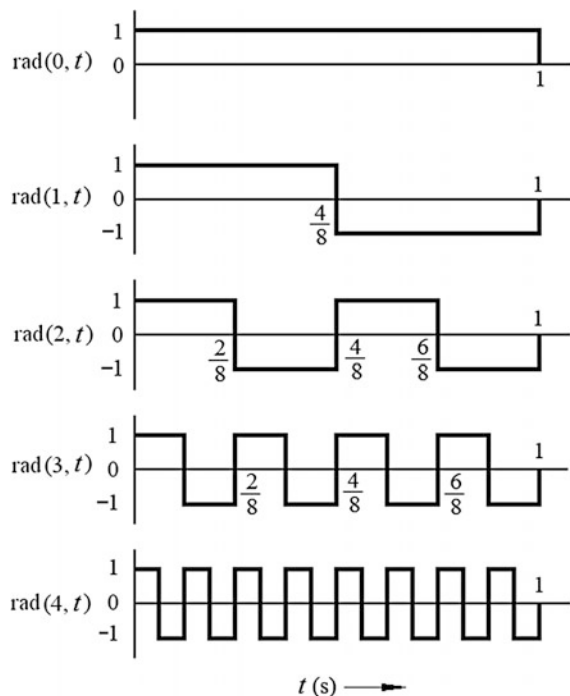 1
rad(0, t) 0
1
1
1
rad(1, t) 0
4/8
−1
1
1
rad(2, t) 0
2/8 4/8 6/8
−1
1
1
rad(3, t) 0
2/8 4/8 6/8
−1
1
1
rad(4, t) 0
−1
t (s)